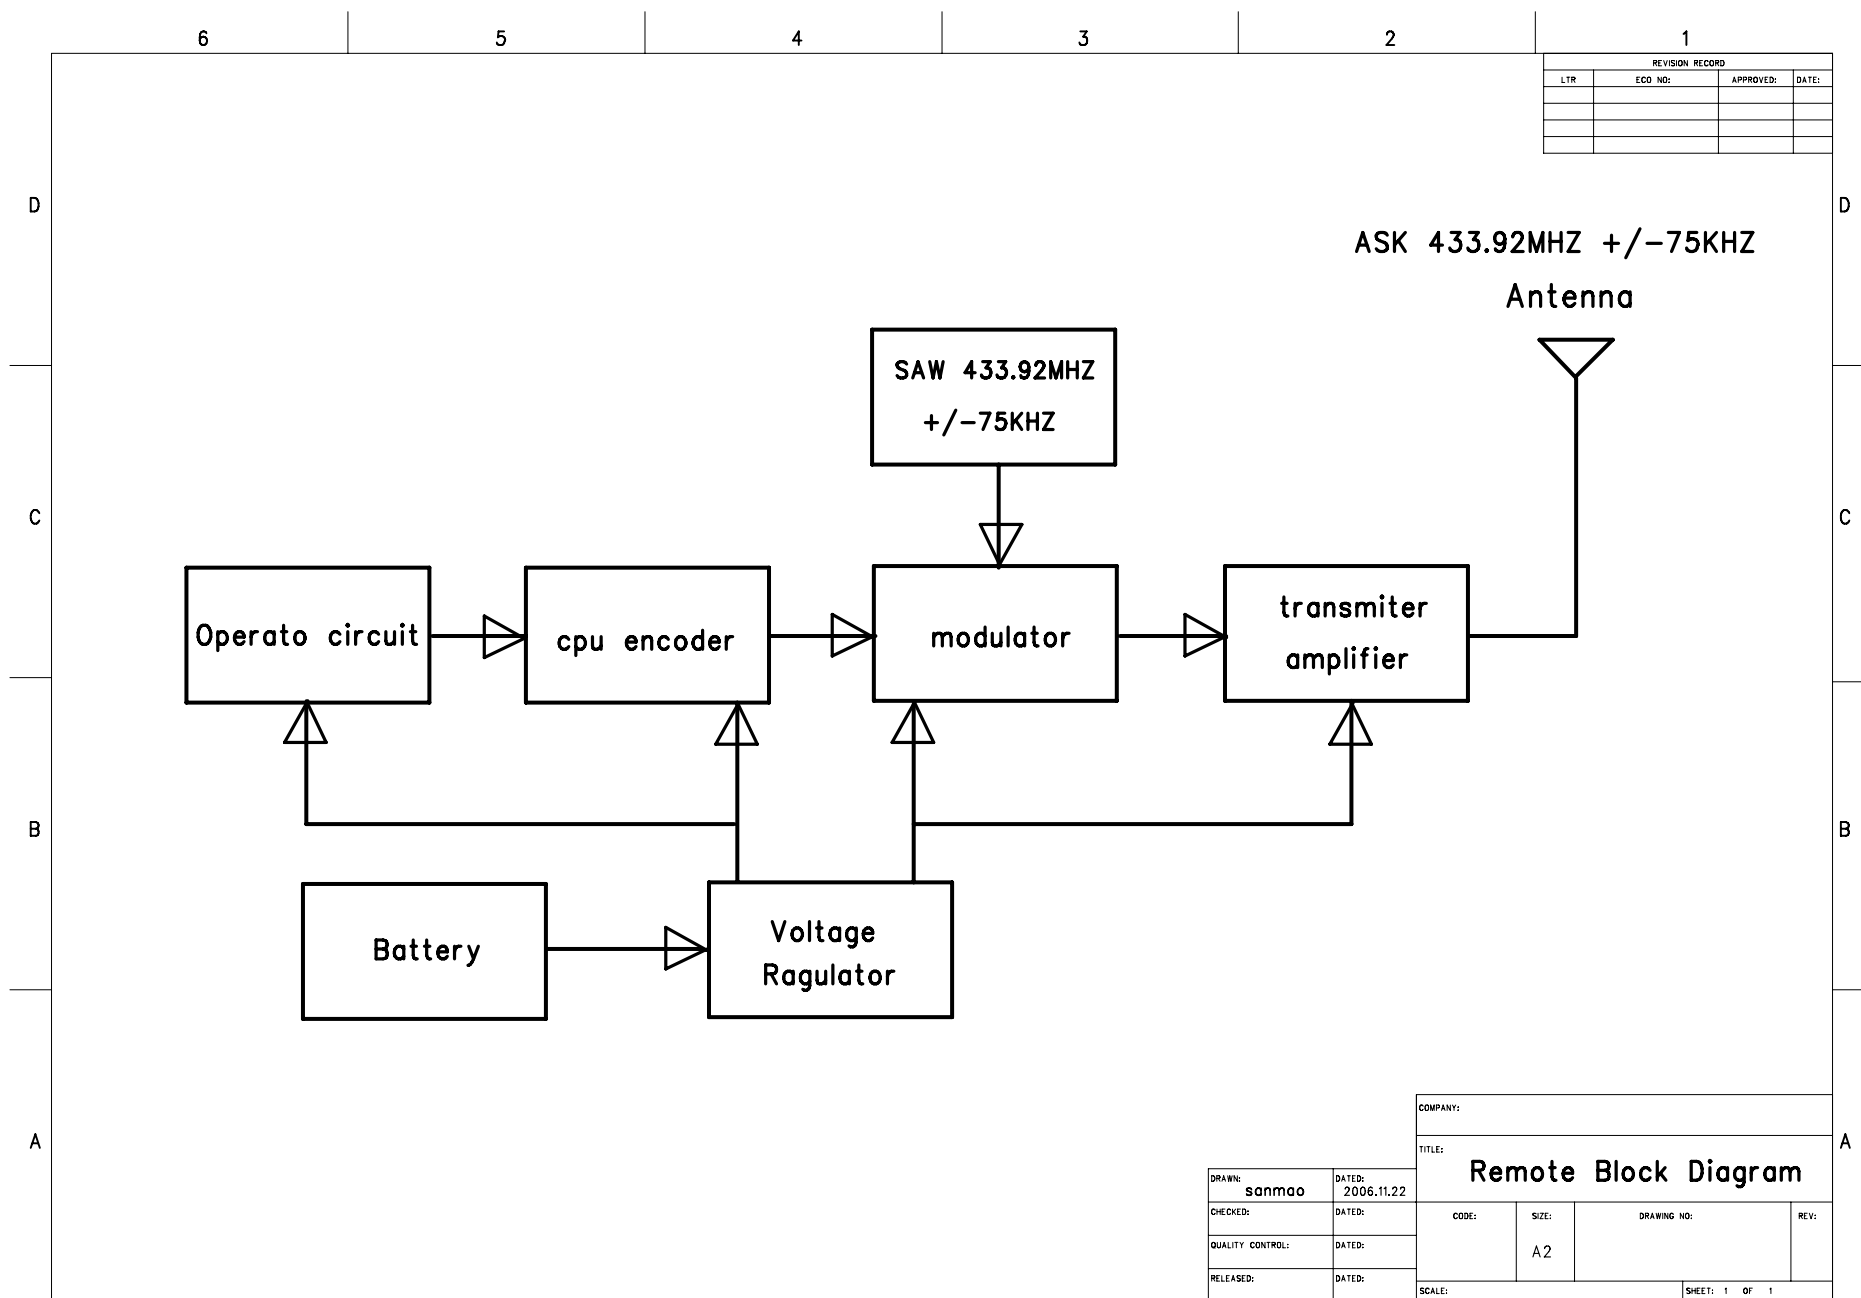 6 5 4 3 2 1
REVISION RECORD
LTR ECO NO: APPROVED: DATE:
D D
ASK 433.92MHZ +/-75KHZ
Antenna
SAW 433.92MHZ
+/-75KHZ
C C
Operato circuit
cpu encoder
modulator
transmiter
amplifier
B B
Battery
Voltage
Ragulator
A A
COMPANY:
TITLE:
Remote Block Diagram
DRAWN: sanmao DATED: 2006.11.22
CHECKED: DATED:
QUALITY CONTROL: DATED:
RELEASED: DATED:
CODE: SIZE: DRAWING NO: REV:
A2
SCALE: SHEET: 1 OF 1